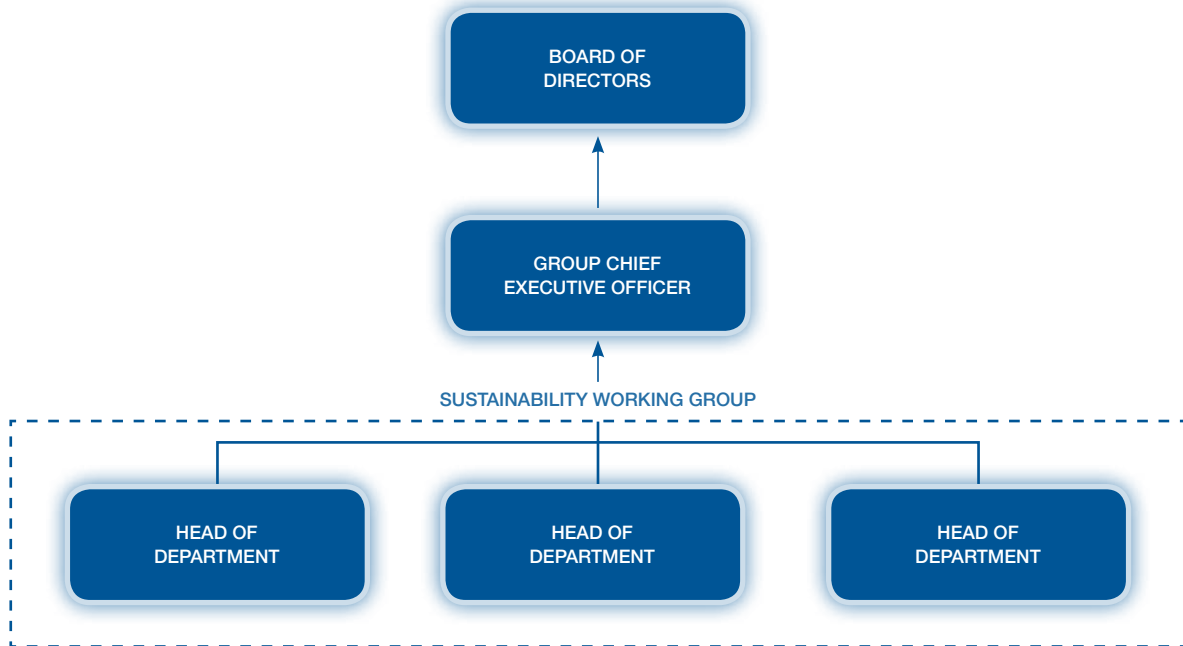 BOARD OF
DIRECTORS
GROUP CHIEF
EXECUTIVE OFFICER
SUSTAINABILITY WORKING GROUP
HEAD OF
DEPARTMENT
HEAD OF
DEPARTMENT
HEAD OF
DEPARTMENT